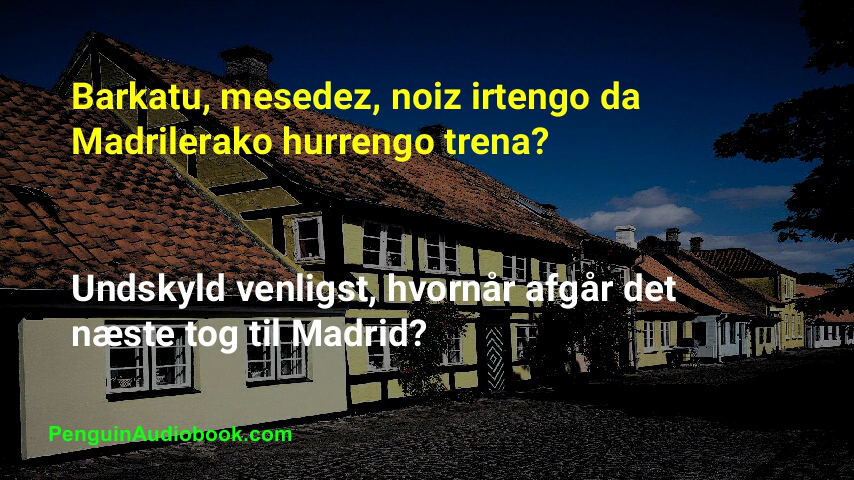 Barkatu, mesedez, noiz irtengo da
Madrilerako hurrengo trena?
Undskyld venligst, hvornår afgår det
næste tog til Madrid?
PenguinAudiobook.com